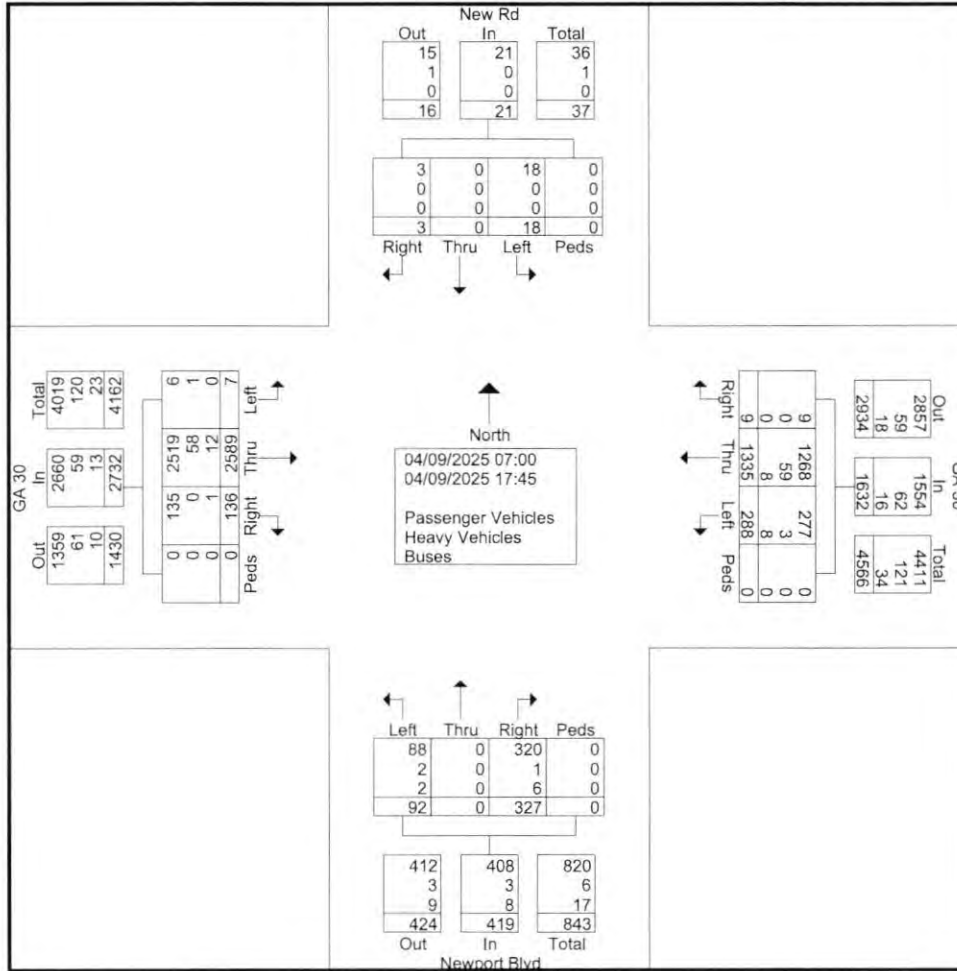 New Rd
Out In Total
15 21 36
1 0 1
0 0 0
16 21 37
3 0 18 0
0 0 0 0
0 0 0 0
3 0 18 0
Right Thru Left Peds
GA 30
Total In Out
4019 2660 1359
120 59 61
23 13 10
4162 2732 1430
Left Thru Right Peds
6 2519 135 0
1 58 0 0
0 12 1 0
7 2589 136 0
North
04/09/2025 07:00
04/09/2025 17:45
Passenger Vehicles
Heavy Vehicles
Buses
Right Thru Left Peds
9 1268 277 0
0 59 3 0
0 8 8 0
9 1335 288 0
Out In Total
2857 1554 4411
59 62 121
18 16 34
2934 1632 4566
Left Thru Right Peds
88 0 320 0
2 0 1 0
2 0 6 0
92 0 327 0
412 408 820
3 3 6
9 8 17
424 419 843
Out In Total
Newport Blvd